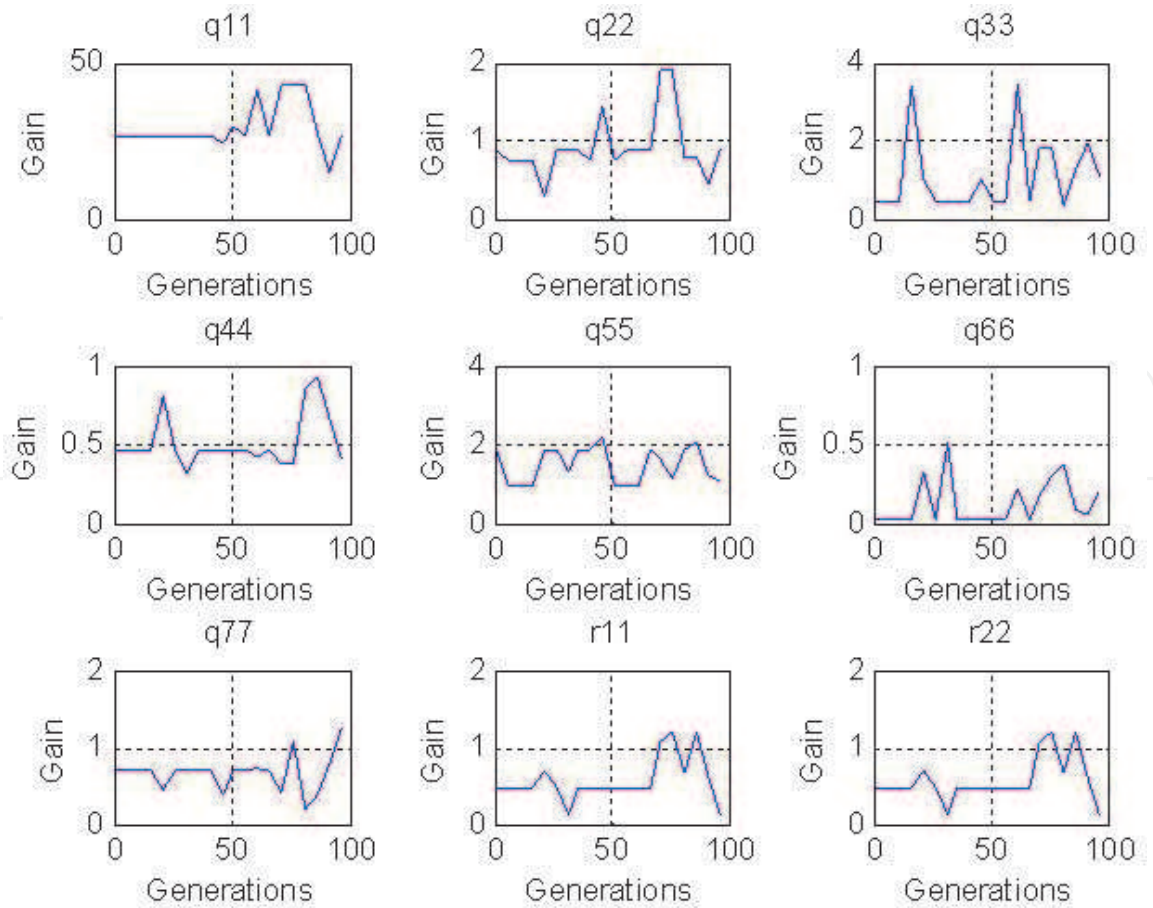 q11 q22 q33
50 2 4
Gain Gain Gain
1 2
0 0 0
0 50 100 0 50 100 0 50 100
Generations Generations Generations
q44 q55 q66
1 4 1
Gain Gain Gain
0.5 2 0.5
0 0 0
0 50 100 0 50 100 0 50 100
Generations Generations Generations
q77 r11 r22
2 2 2
Gain Gain Gain
1 1 1
0 0 0
0 50 100 0 50 100 0 50 100
Generations Generations Generations